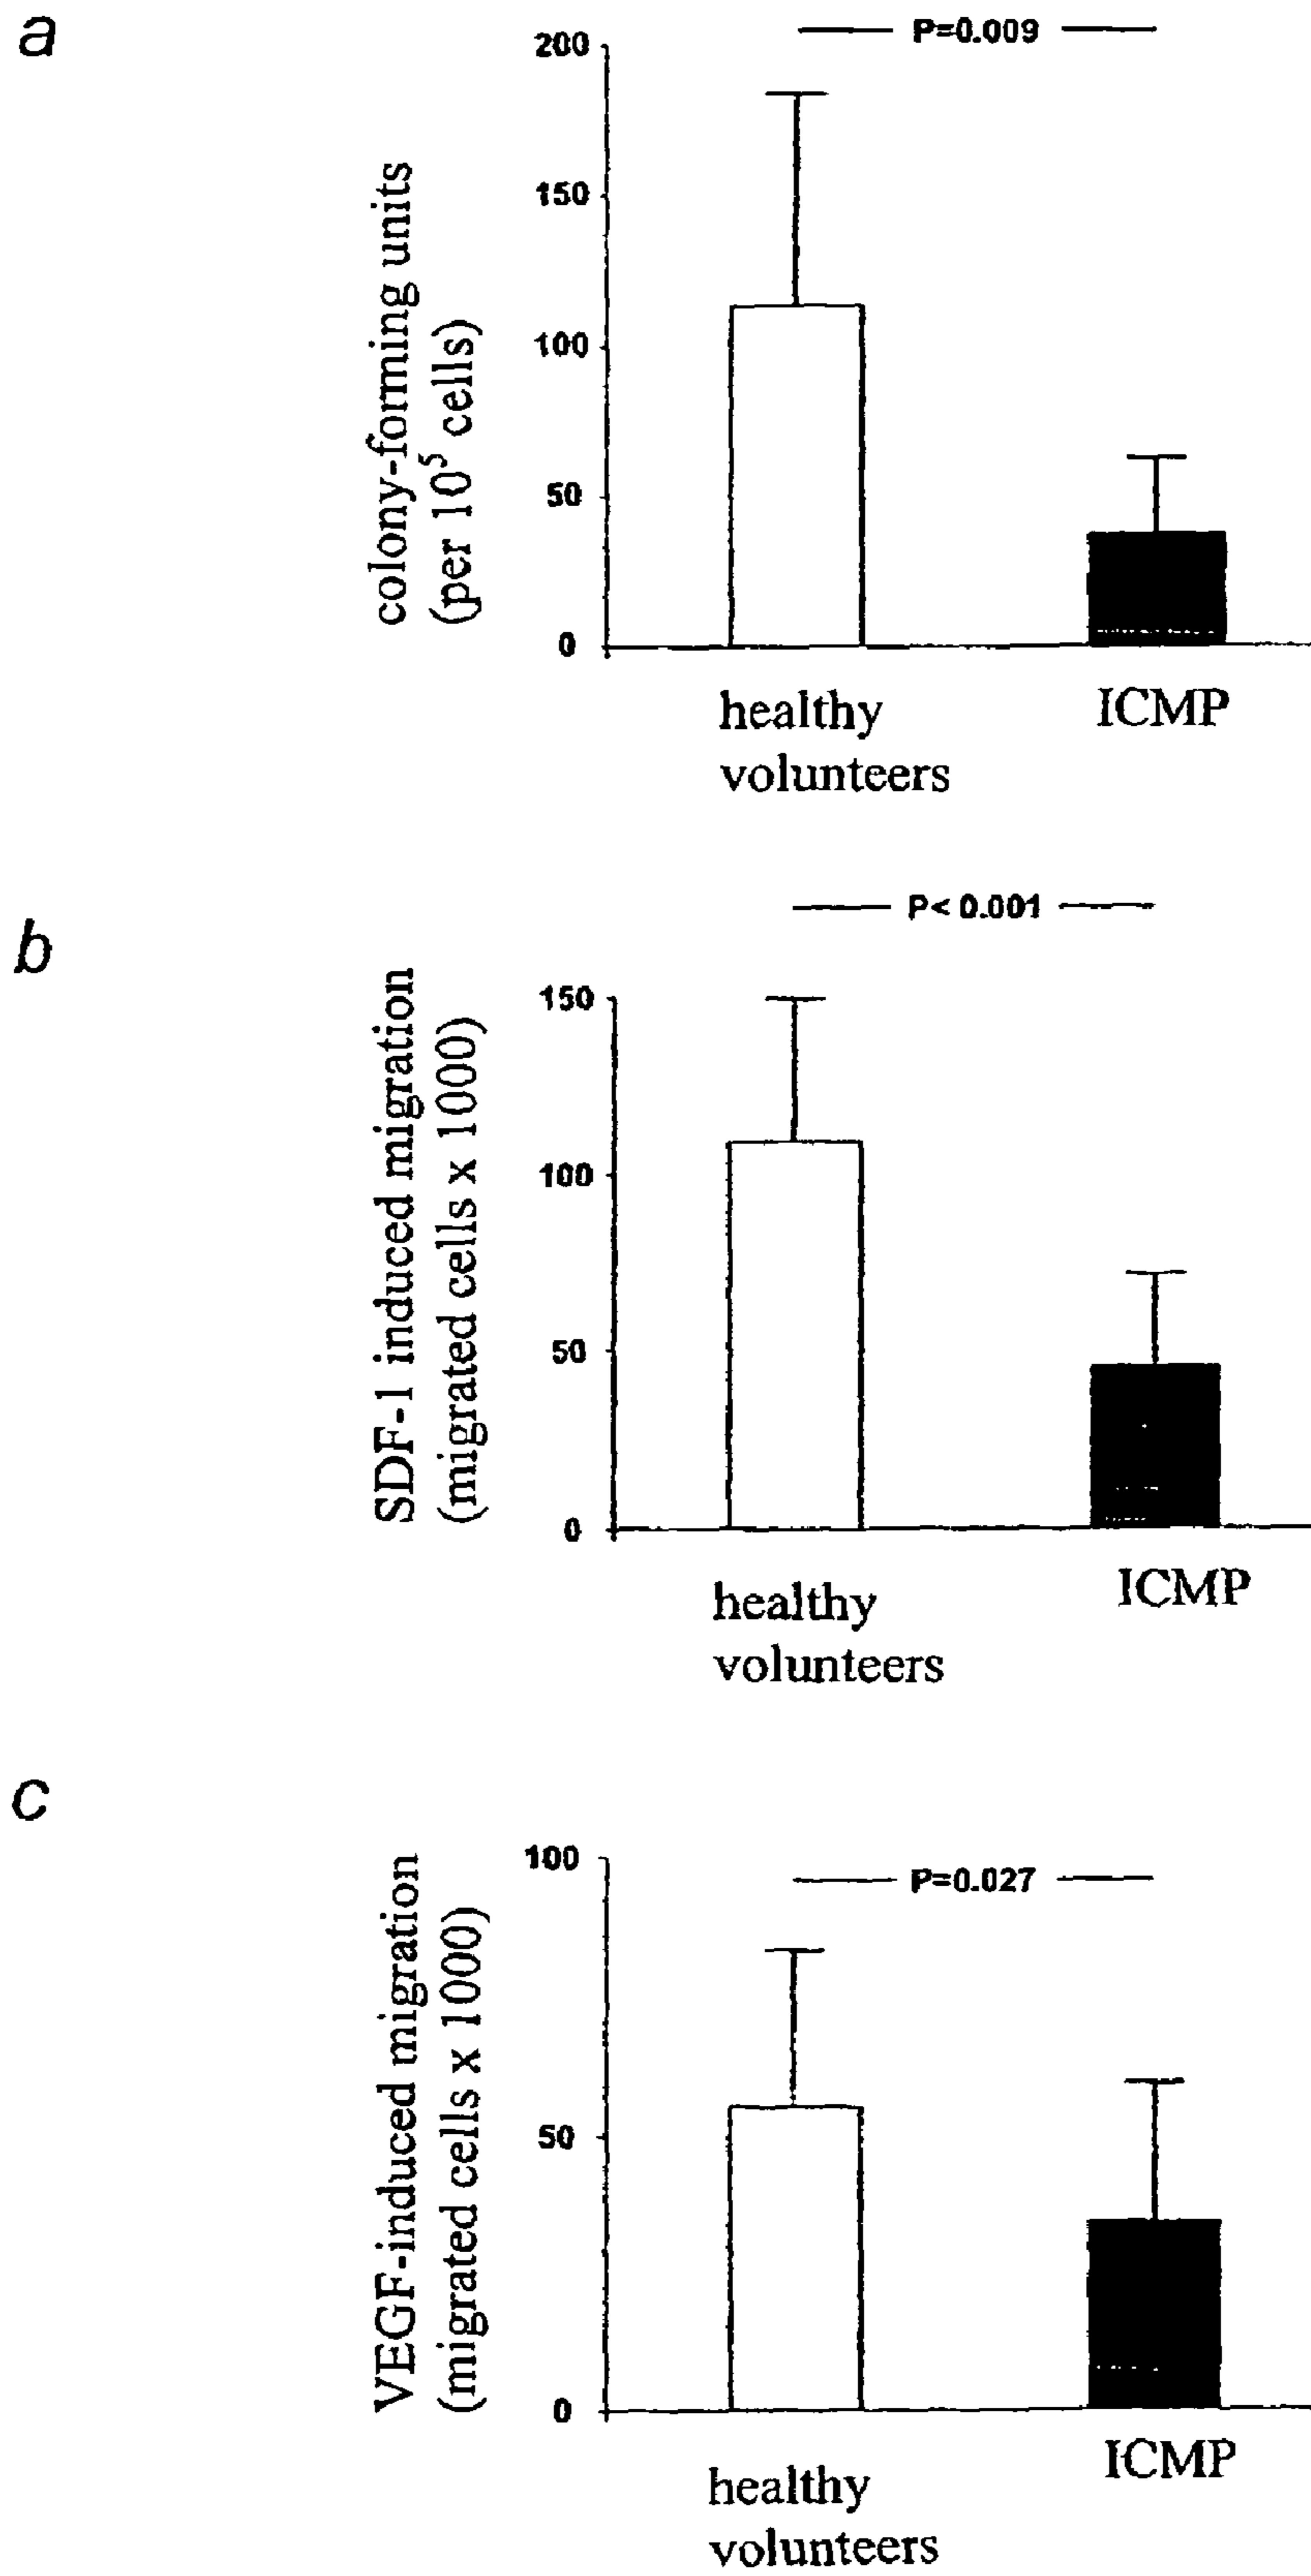 a
P=0.009
colony-forming units
(per 10⁵ cells)
200
150
100
50
0
healthy
volunteers
ICMP
b
P< 0.001
SDF-1 induced migration
(migrated cells x 1000)
150
100
50
0
healthy
volunteers
ICMP
c
P=0.027
VEGF-induced migration
(migrated cells x 1000)
100
50
0
healthy
volunteers
ICMP